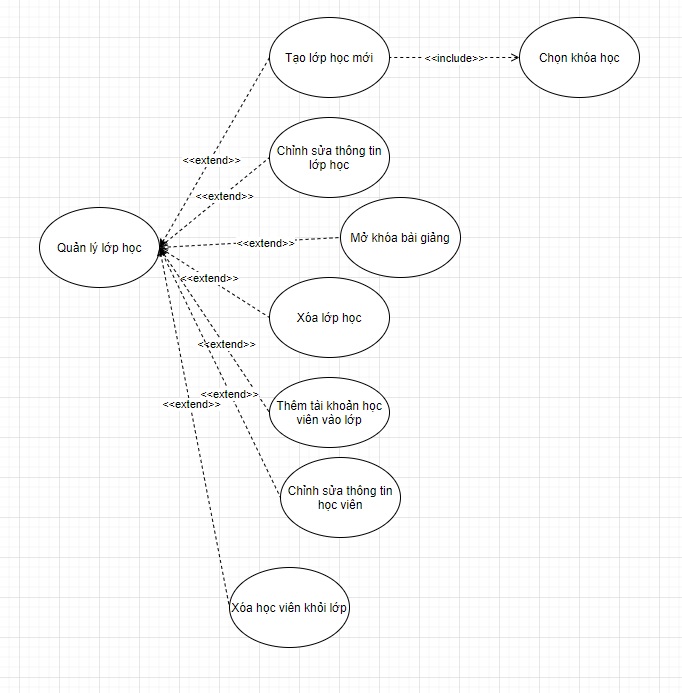 Tạo lớp học mới
<<include>>
Chọn khóa học
Chỉnh sửa thông tin
lớp học
<<extend>>
<<extend>>
Mở khóa bài giảng
<<extend>>
Quản lý lớp học
<<extend>>
Xóa lớp học
<<extend>>
<<extend>>
<<extend>>
Thêm tài khoản học
viên vào lớp
Chỉnh sửa thông tin
học viên
Xóa học viên khỏi lớp